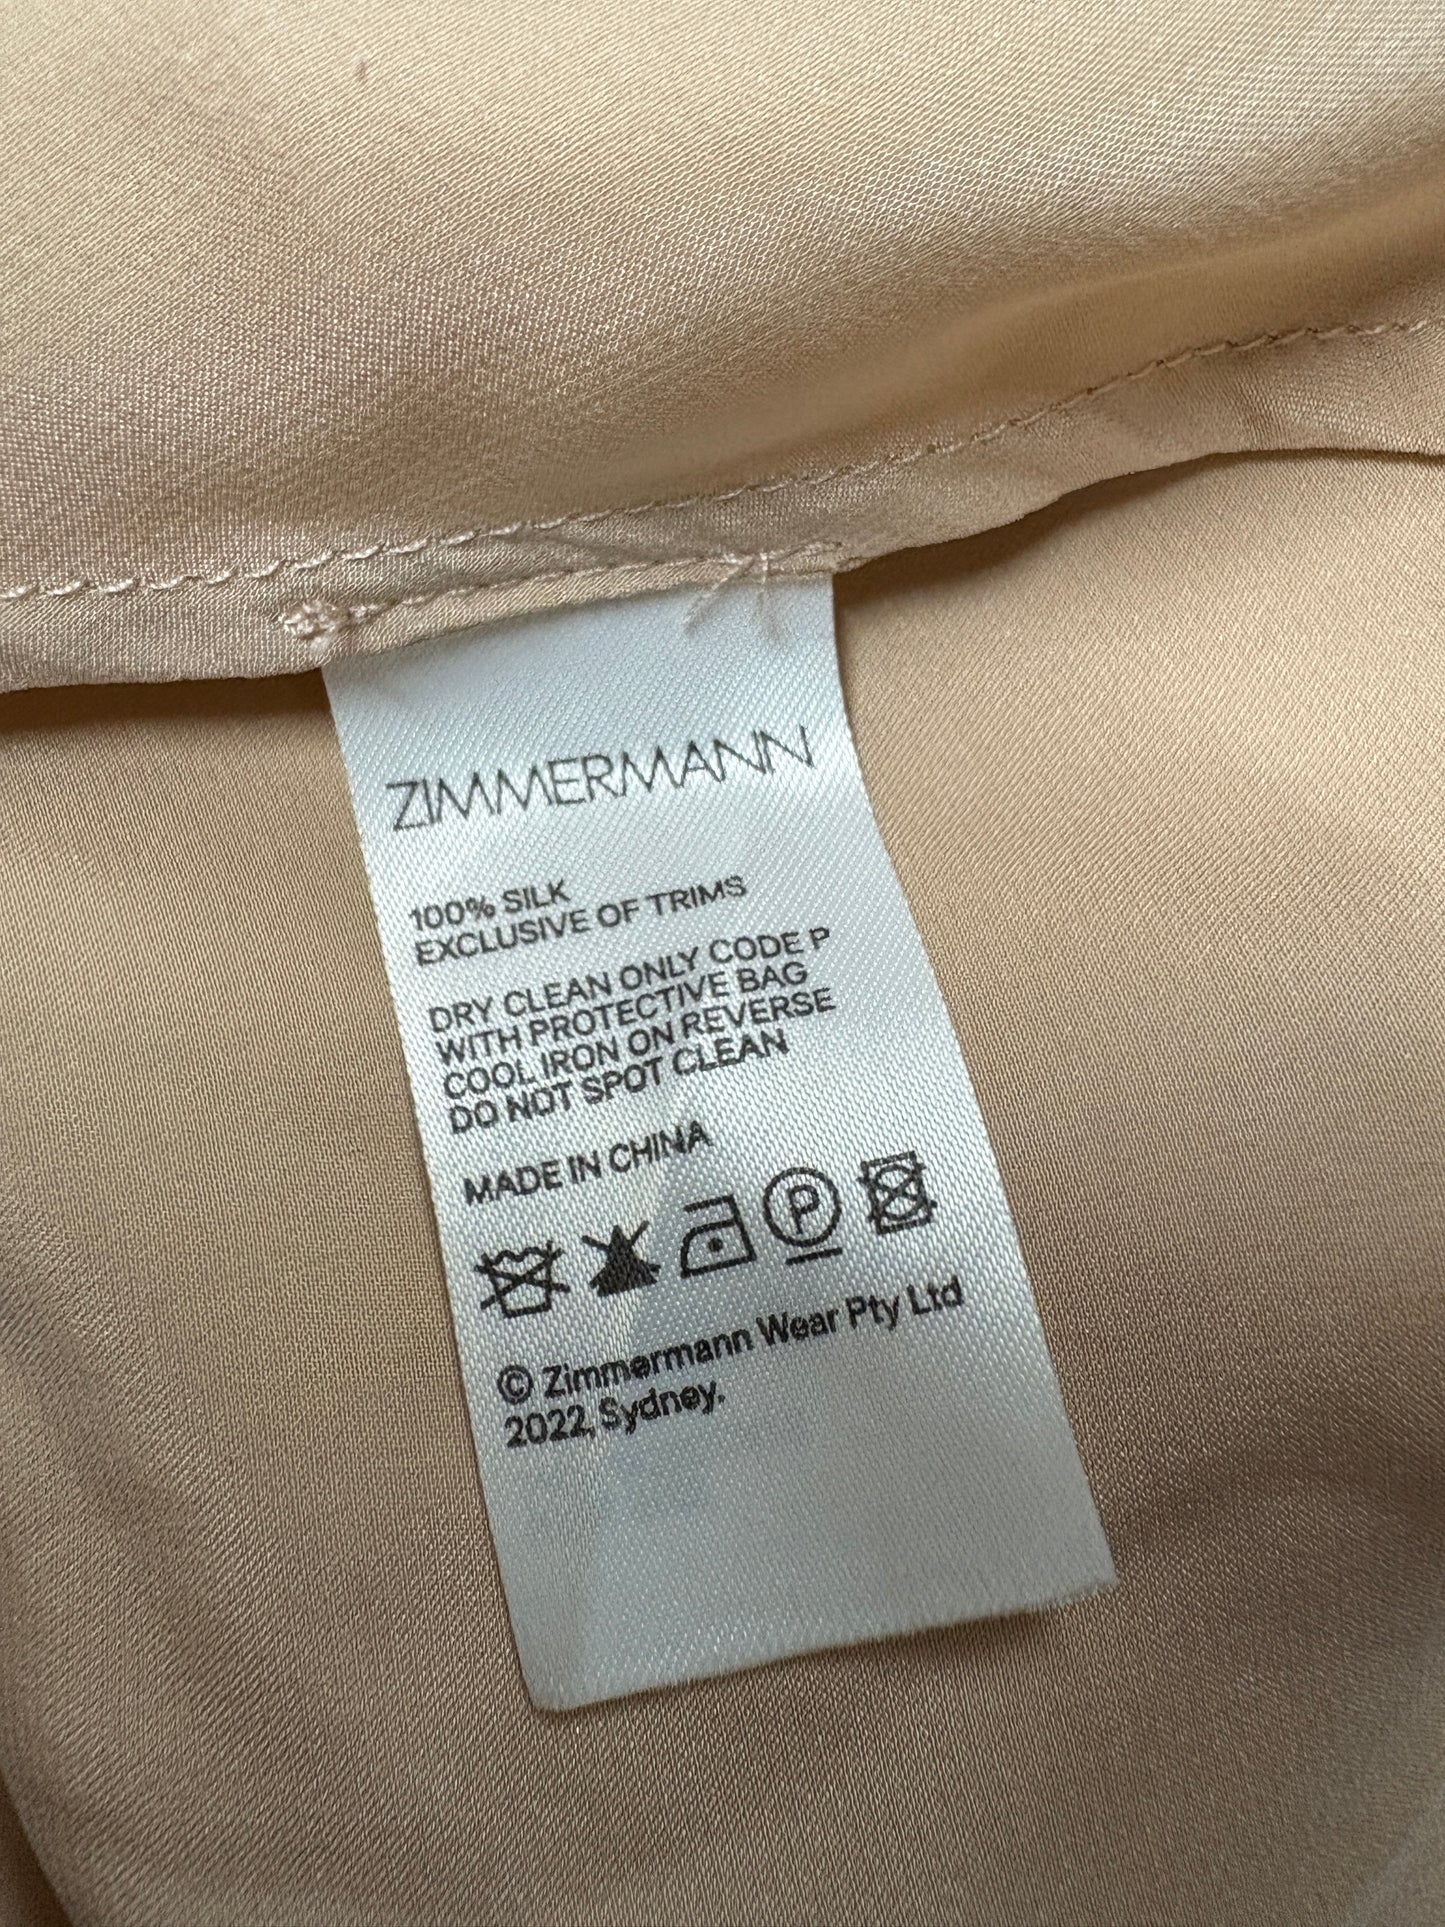 ZIMMERMANN
100% SILK
EXCLUSIVE OF TRIMS
DRY CLEAN ONLY CODE P
WITH PROTECTIVE BAG
COOL IRON ON REVERSE
DO NOT SPOT CLEAN
MADE IN CHINA
P
© Zimmermann Wear Pty Ltd
2022, Sydney.